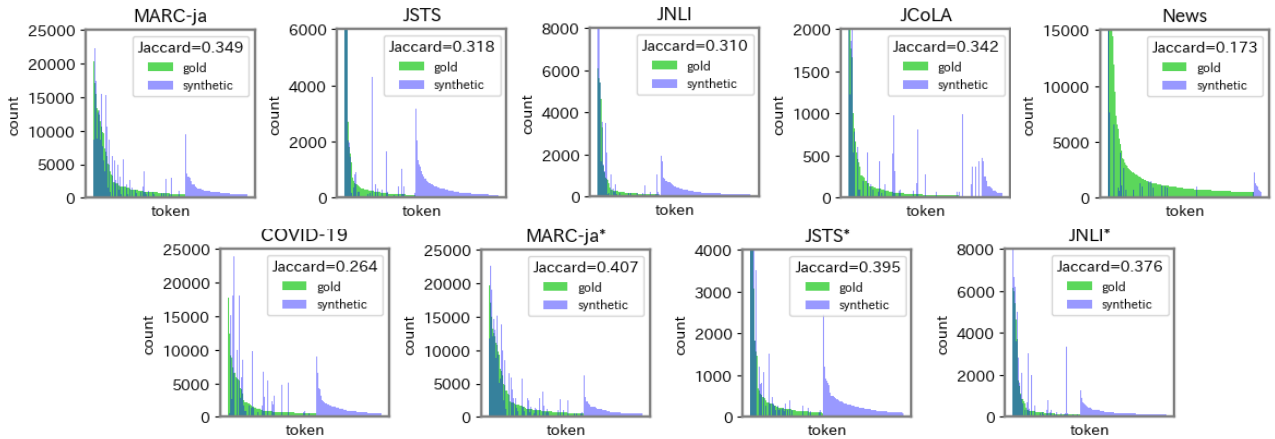 MARC-ja
25000
20000
15000
10000
5000
0
count
token
Jaccard=0.349
gold
synthetic
JSTS
6000
4000
2000
0
count
token
Jaccard=0.318
gold
synthetic
JNLI
8000
6000
4000
2000
0
count
token
Jaccard=0.310
gold
synthetic
JCoLA
2000
1500
1000
500
0
count
token
Jaccard=0.342
gold
synthetic
News
15000
10000
5000
0
count
token
Jaccard=0.173
gold
synthetic
COVID-19
25000
20000
15000
10000
5000
0
count
token
Jaccard=0.264
gold
synthetic
MARC-ja*
25000
20000
15000
10000
5000
0
count
token
Jaccard=0.407
gold
synthetic
JSTS*
4000
3000
2000
1000
0
count
token
Jaccard=0.395
gold
synthetic
JNLI*
8000
6000
4000
2000
0
count
token
Jaccard=0.376
gold
synthetic